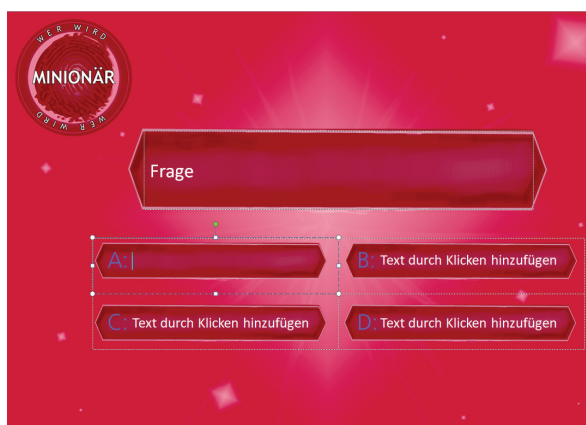 WER WIRD
MINIONÄR
WER WIRD
Frage
A:
B: Text durch Klicken hinzufügen
C: Text durch Klicken hinzufügen
D: Text durch Klicken hinzufügen